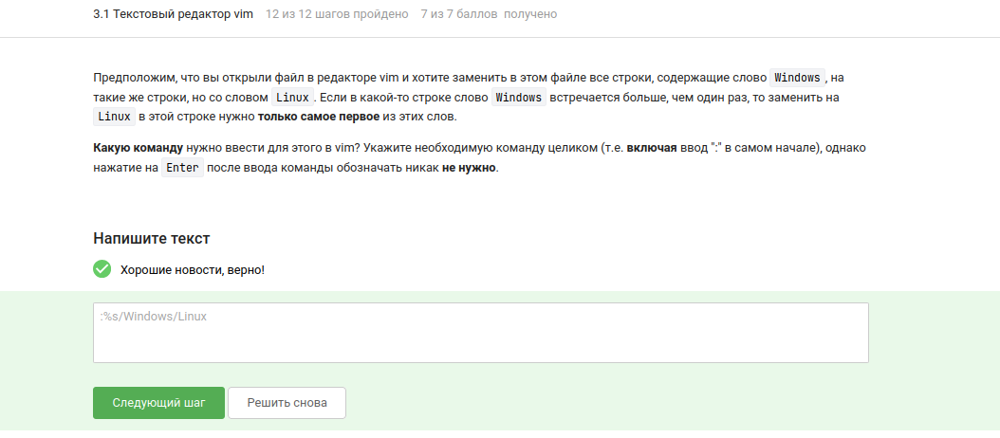 3.1 Текстовый редактор vim 12 из 12 шагов пройдено 7 из 7 баллов получено
Предположим, что вы открыли файл в редакторе vim и хотите заменить в этом файле все строки, содержащие слово Windows , на
такие же строки, но со словом Linux . Если в какой-то строке слово Windows встречается больше, чем один раз, то заменить на
Linux в этой строке нужно только самое первое из этих слов.
Какую команду нужно ввести для этого в vim? Укажите необходимую команду целиком (т.е. включая ввод ":" в самом начале), однако
нажатие на Enter после ввода команды обозначать никак не нужно.
Напишите текст
Хорошие новости, верно!
:%s/Windows/Linux
Следующий шаг Решить снова